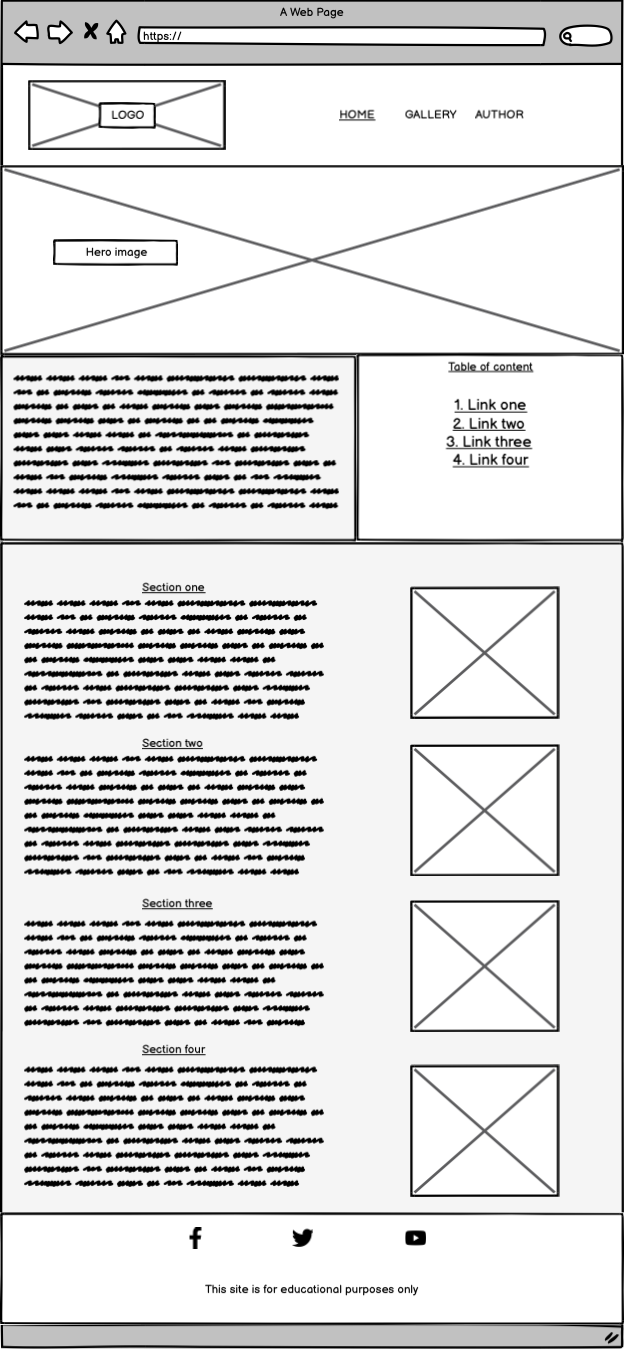 A Web Page
https://
LOGO
HOME GALLERY AUTHOR
Hero image
Table of content
1. Link one
2. Link two
3. Link three
4. Link four
Section one
Section two
Section three
Section four
This site is for educational purposes only